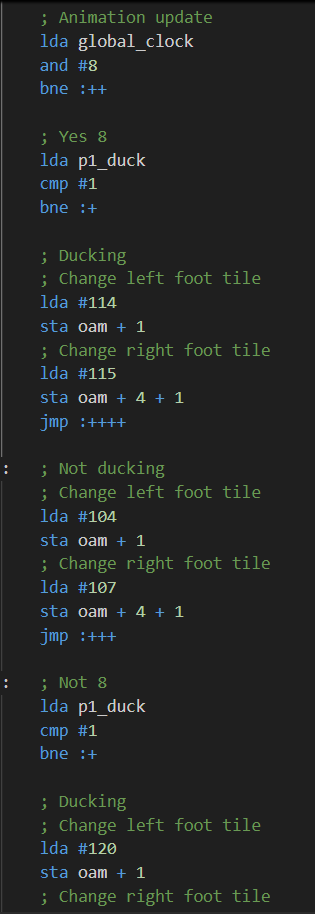 ; Animation update
lda global_clock
and #8
bne :++
; Yes 8
lda p1_duck
cmp #1
bne :+
; Ducking
; Change left foot tile
lda #114
sta oam + 1
; Change right foot tile
lda #115
sta oam + 4 + 1
jmp :++++
: ; Not ducking
; Change left foot tile
lda #104
sta oam + 1
; Change right foot tile
lda #107
sta oam + 4 + 1
jmp :+++
: ; Not 8
lda p1_duck
cmp #1
bne :+
; Ducking
; Change left foot tile
lda #120
sta oam + 1
; Change right foot tile